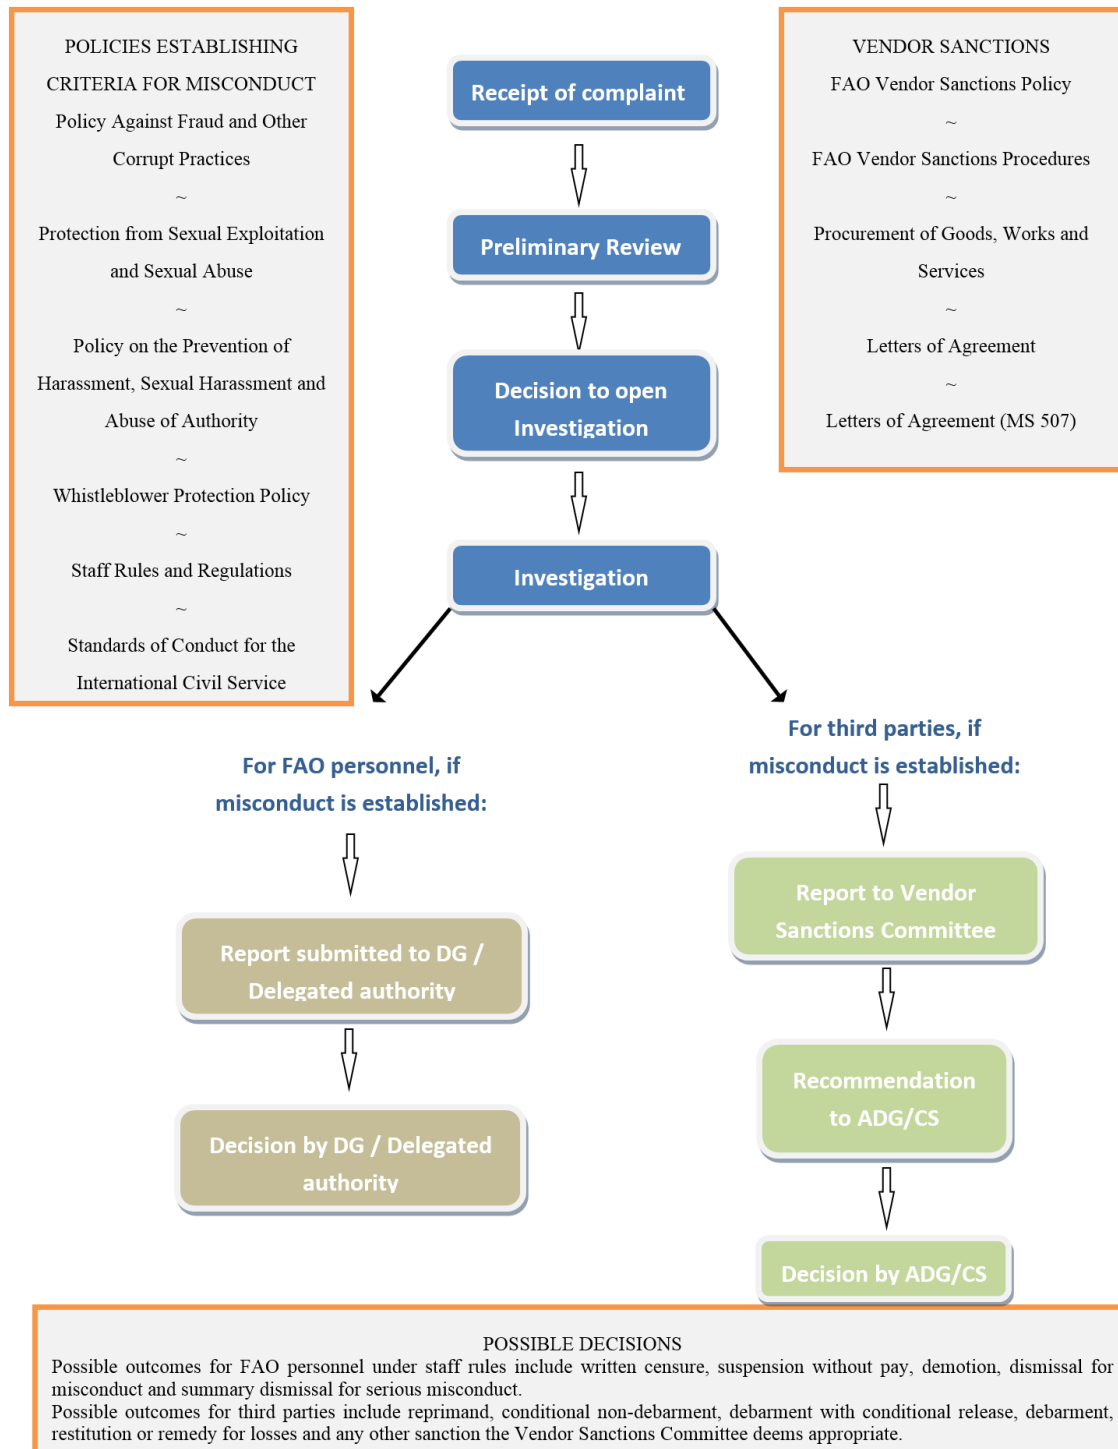 POLICIES ESTABLISHING
CRITERIA FOR MISCONDUCT
Policy Against Fraud and Other
Corrupt Practices
~
Protection from Sexual Exploitation
and Sexual Abuse
~
Policy on the Prevention of
Harassment, Sexual Harassment and
Abuse of Authority
~
Whistleblower Protection Policy
~
Staff Rules and Regulations
~
Standards of Conduct for the
International Civil Service
Receipt of complaint
Preliminary Review
Decision to open
Investigation
Investigation
VENDOR SANCTIONS
FAO Vendor Sanctions Policy
~
FAO Vendor Sanctions Procedures
~
Procurement of Goods, Works and
Services
~
Letters of Agreement
~
Letters of Agreement (MS 507)
For FAO personnel, if
misconduct is established:
Report submitted to DG /
Delegated authority
Decision by DG / Delegated
authority
For third parties, if
misconduct is established:
Report to Vendor
Sanctions Committee
Recommendation
to ADG/CS
Decision by ADG/CS
POSSIBLE DECISIONS
Possible outcomes for FAO personnel under staff rules include written censure, suspension without pay, demotion, dismissal for
misconduct and summary dismissal for serious misconduct.
Possible outcomes for third parties include reprimand, conditional non-debarment, debarment with conditional release, debarment,
restitution or remedy for losses and any other sanction the Vendor Sanctions Committee deems appropriate.